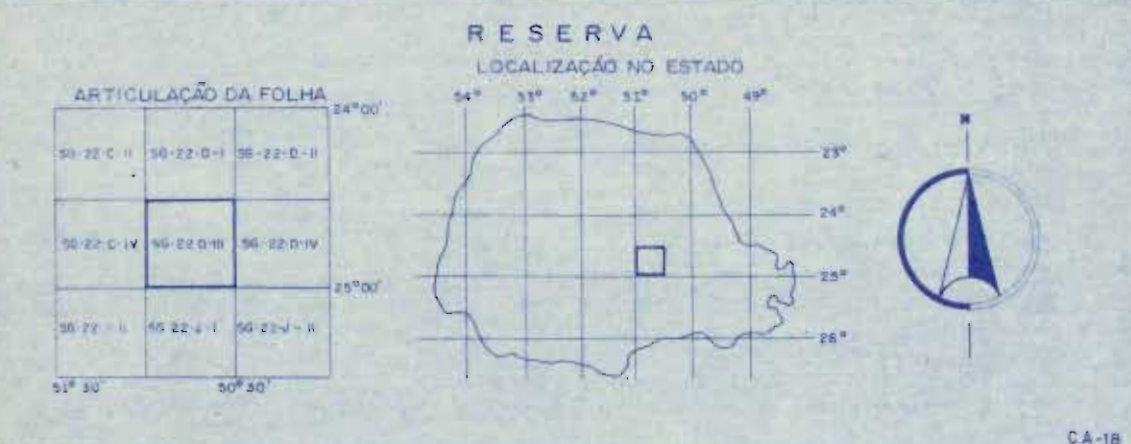 RESERVA
LOCALIZAÇÃO NO ESTADO
ARTICULAÇÃO DA FOLHA
54° 53° 52° 51° 50° 49°
24°00'
SG-22-C-II SG-22-D-I SG-22-D-II
SG-22-C-IV SG-22-D-III SG-22-D-IV
25°00'
SG-22-J-I SG-22-J-II
51° 30' 50° 30'
23°
24°
25°
26°
N
CA-18